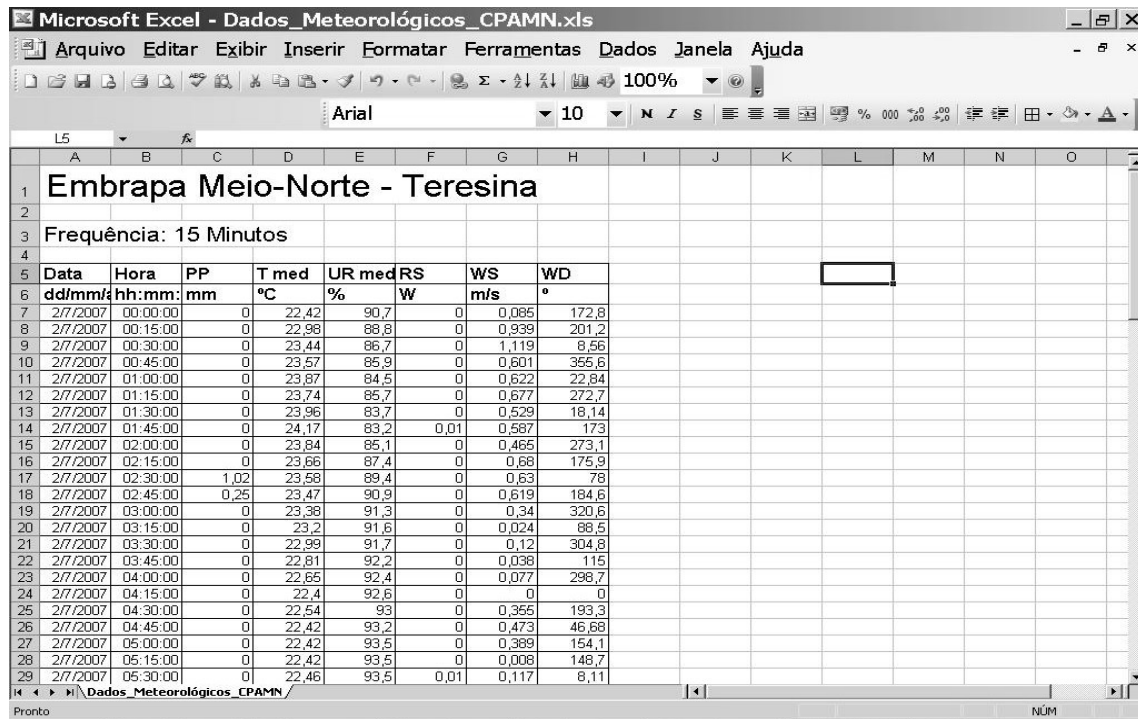 Microsoft Excel - Dados_Meteorológicos_CPAMN.xls
Arquivo Editar Exibir Inserir Formatar Ferramentas Dados Janela Ajuda
100%
Arial 10 N I S % 000
L5 fx
A B C D E F G H I J K L M N O
1 Embrapa Meio-Norte - Teresina
2
3 Frequência: 15 Minutos
4
5 Data Hora PP T med UR med RS WS WD
6 dd/mm/a hh:mm: mm ºC % W m/s º
7 2/7/2007 00:00:00 0 22,42 90,7 0 0,085 172,8
8 2/7/2007 00:15:00 0 22,98 88,8 0 0,939 201,2
9 2/7/2007 00:30:00 0 23,44 86,7 0 1,119 8,56
10 2/7/2007 00:45:00 0 23,57 85,9 0 0,601 355,6
11 2/7/2007 01:00:00 0 23,87 84,5 0 0,622 22,84
12 2/7/2007 01:15:00 0 23,74 85,7 0 0,677 272,7
13 2/7/2007 01:30:00 0 23,96 83,7 0 0,529 18,14
14 2/7/2007 01:45:00 0 24,17 83,2 0,01 0,587 173
15 2/7/2007 02:00:00 0 23,84 85,1 0 0,465 273,1
16 2/7/2007 02:15:00 0 23,66 87,4 0 0,68 175,9
17 2/7/2007 02:30:00 1,02 23,58 89,4 0 0,63 78
18 2/7/2007 02:45:00 0,25 23,47 90,9 0 0,619 184,6
19 2/7/2007 03:00:00 0 23,38 91,3 0 0,34 320,6
20 2/7/2007 03:15:00 0 23,2 91,6 0 0,024 88,5
21 2/7/2007 03:30:00 0 22,99 91,7 0 0,12 304,8
22 2/7/2007 03:45:00 0 22,81 92,2 0 0,038 115
23 2/7/2007 04:00:00 0 22,65 92,4 0 0,077 298,7
24 2/7/2007 04:15:00 0 22,4 92,6 0 0 0
25 2/7/2007 04:30:00 0 22,54 93 0 0,355 193,3
26 2/7/2007 04:45:00 0 22,42 93,2 0 0,473 46,68
27 2/7/2007 05:00:00 0 22,42 93,5 0 0,389 154,1
28 2/7/2007 05:15:00 0 22,42 93,5 0 0,008 148,7
29 2/7/2007 05:30:00 0 22,46 93,5 0,01 0,117 8,11
Dados_Meteorológicos_CPAMN
Pronto NÚM